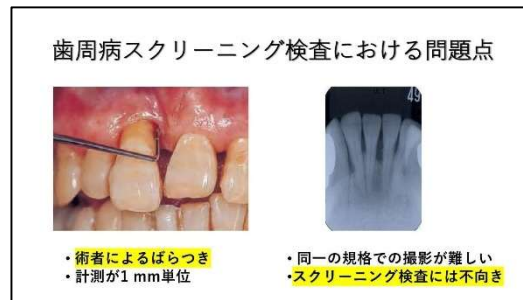 歯周病スクリーニング検査における問題点
49
・術者によるばらつき
・計測が1 mm単位
・同一の規格での撮影が難しい
・スクリーニング検査には不向き